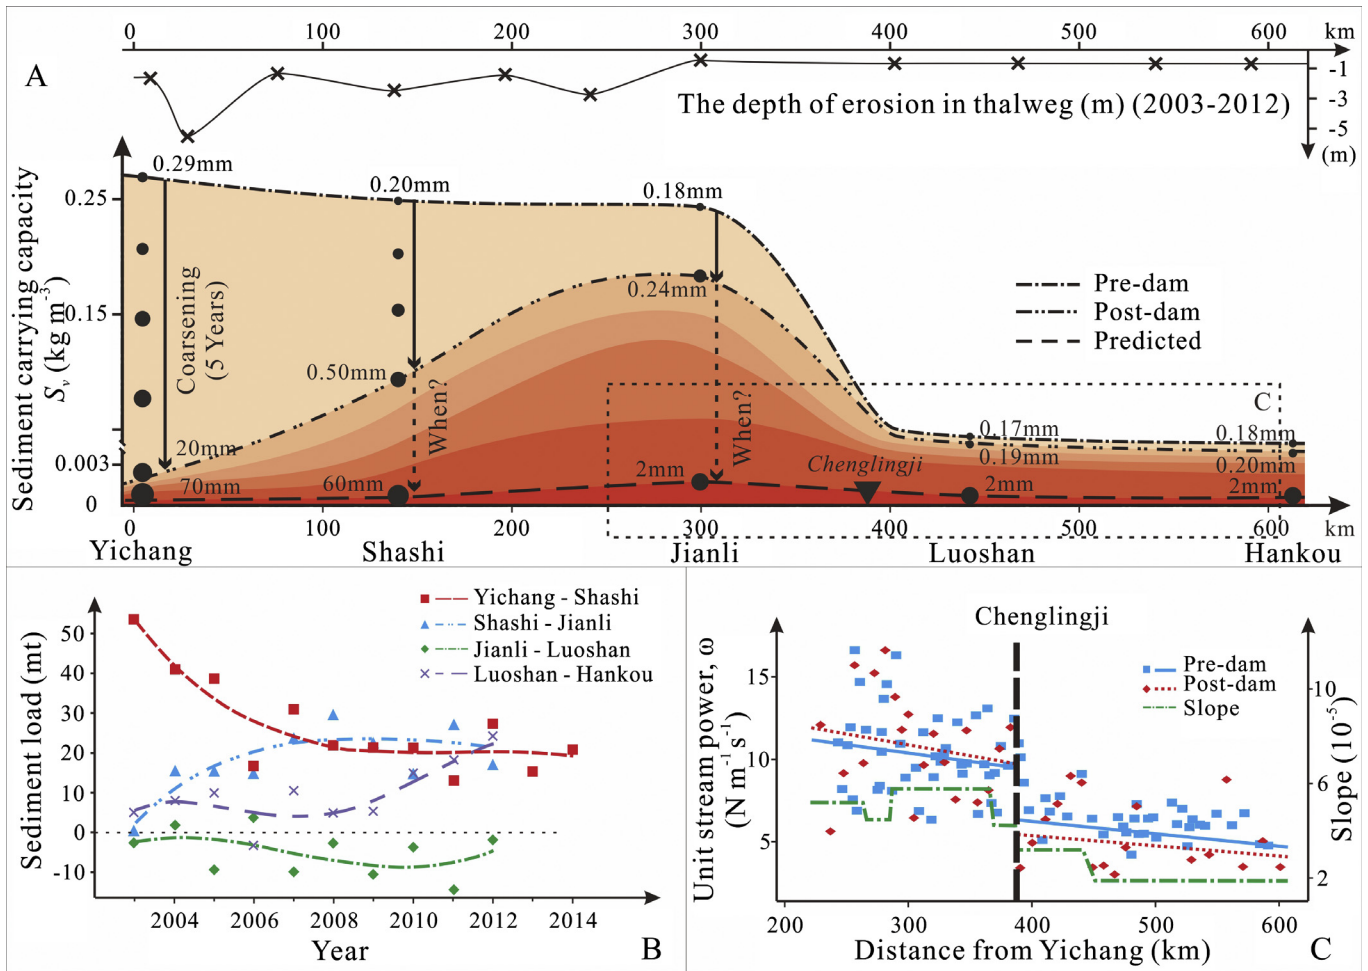 0 100 200 300 400 500 600 km
A
-1
-3
-5
(m)
The depth of erosion in thalweg (m) (2003-2012)
Sediment carrying capacity
Sᵥ (kg m⁻³)
0.25
0.15
0.003
0
0.29mm
0.20mm
0.18mm
Coarsening
(5 Years)
0.24mm
Pre-dam
Post-dam
Predicted
0.50mm
When?
When?
C
20mm
70mm
60mm
2mm
Chenglingji
0.17mm
0.19mm
2mm
0.18mm
0.20mm
2mm
0 100 200 300 400 500 600 km
Yichang Shashi Jianli Luoshan Hankou
Sediment load (mt)
50
40
30
20
10
0
-10
Yichang - Shashi
Shashi - Jianli
Jianli - Luoshan
Luoshan - Hankou
2004 2006 2008 2010 2012 2014
Year
B
Chenglingji
Unit stream power, ω
(N m⁻¹ s⁻¹)
15
10
5
Pre-dam
Post-dam
Slope
10
6
2
Slope (10⁻⁵)
200 300 400 500 600
Distance from Yichang (km)
C